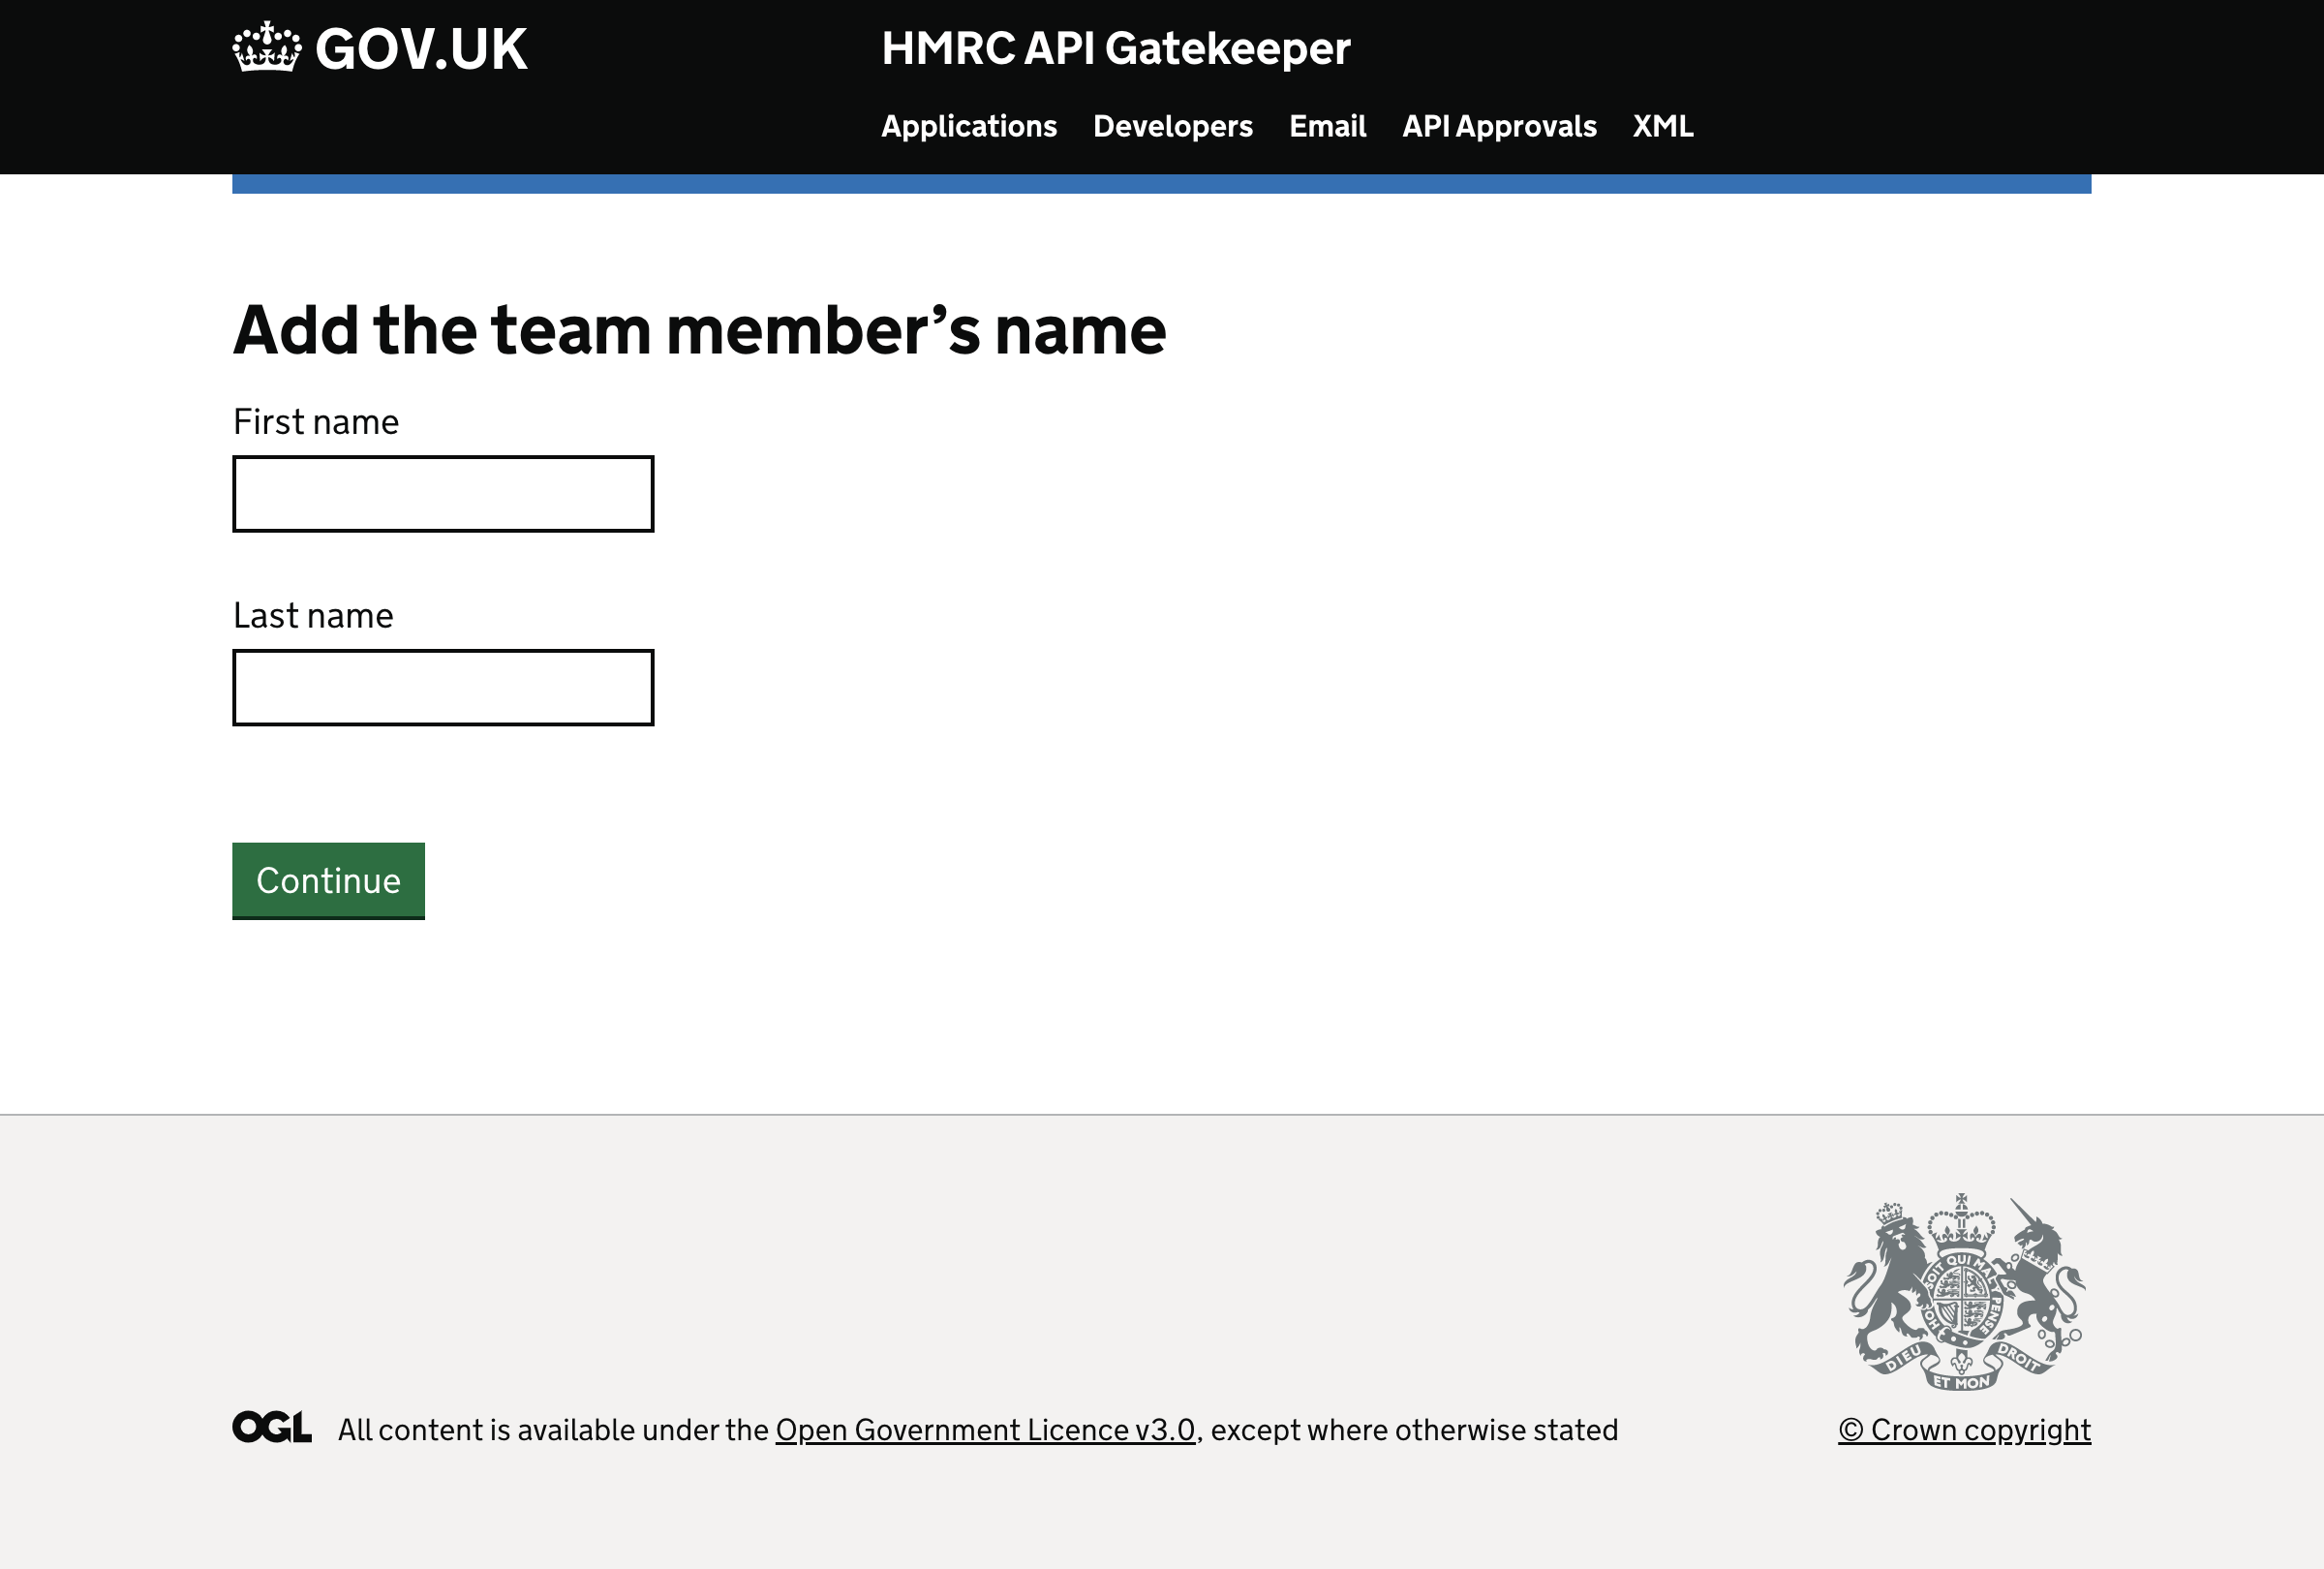 GOV.UK
HMRC API Gatekeeper
Applications Developers Email API Approvals XML
Add the team member’s name
First name
Last name
Continue
HONI SOIT QUI MAL Y PENSE
DIEU ET MON DROIT
OGL All content is available under the Open Government Licence v3.0, except where otherwise stated
© Crown copyright